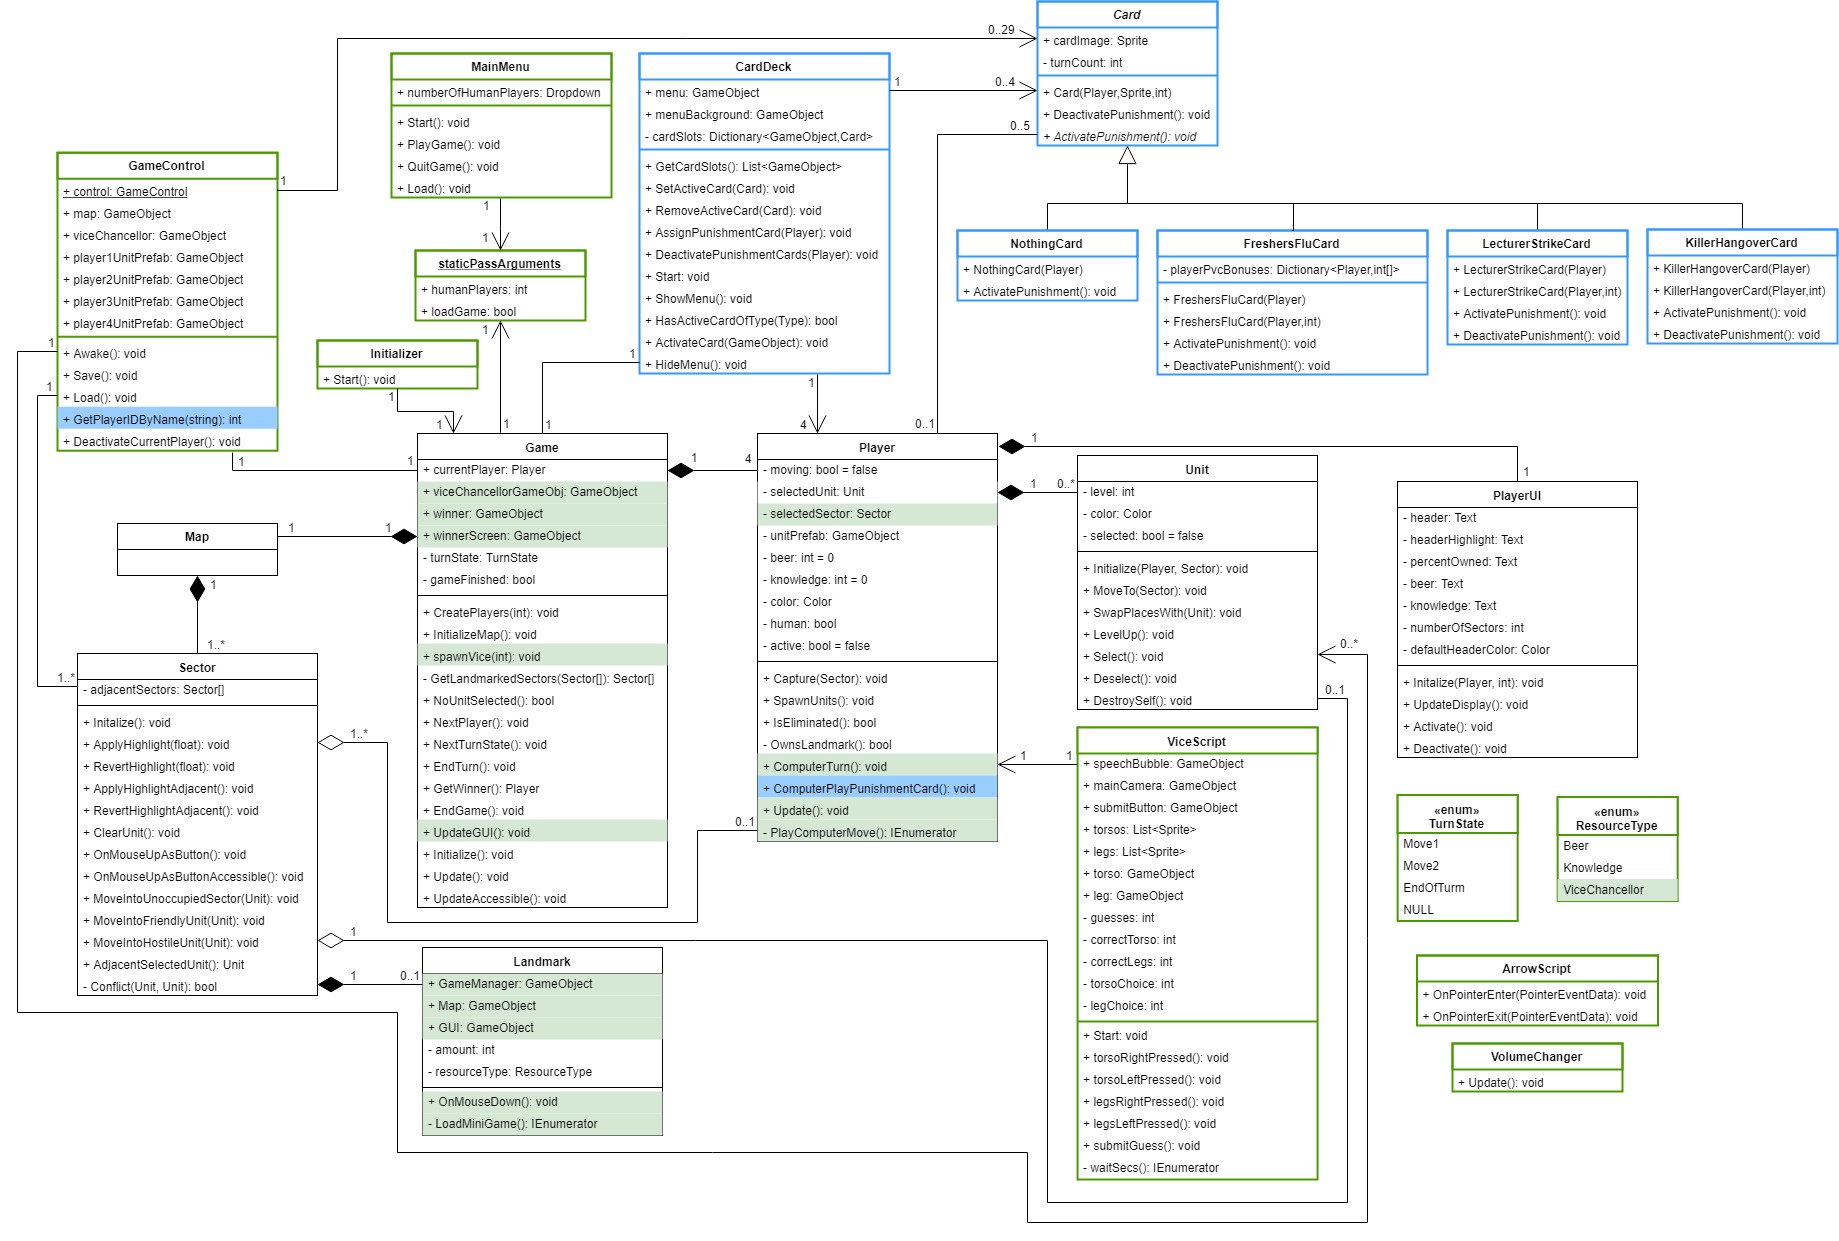 Card
+ cardImage: Sprite
- turnCount: int
+ Card(Player,Sprite,int)
+ DeactivatePunishment(): void
+ ActivatePunishment(): void
0..29
0..4
1
0..5
MainMenu
+ numberOfHumanPlayers: Dropdown
+ Start(): void
+ PlayGame(): void
+ QuitGame(): void
+ Load(): void
1
1
CardDeck
+ menu: GameObject
+ menuBackground: GameObject
- cardSlots: Dictionary<GameObject,Card>
+ GetCardSlots(): List<GameObject>
+ SetActiveCard(Card): void
+ RemoveActiveCard(Card): void
+ AssignPunishmentCard(Player): void
+ DeactivatePunishmentCards(Player): void
+ Start: void
+ ShowMenu(): void
+ HasActiveCardOfType(Type): bool
+ ActivateCard(GameObject): void
+ HideMenu(): void
1
1
4
0..1
GameControl
+ control: GameControl
+ map: GameObject
+ viceChancellor: GameObject
+ player1UnitPrefab: GameObject
+ player2UnitPrefab: GameObject
+ player3UnitPrefab: GameObject
+ player4UnitPrefab: GameObject
+ Awake(): void
+ Save(): void
+ Load(): void
+ GetPlayerIDByName(string): int
+ DeactivateCurrentPlayer(): void
1
1
1
1
1
staticPassArguments
+ humanPlayers: int
+ loadGame: bool
1
Initializer
+ Start(): void
1
1
1
1
NothingCard
+ NothingCard(Player)
+ ActivatePunishment(): void
FreshersFluCard
- playerPvcBonuses: Dictionary<Player,int[]>
+ FreshersFluCard(Player)
+ FreshersFluCard(Player,int)
+ ActivatePunishment(): void
+ DeactivatePunishment(): void
LecturerStrikeCard
+ LecturerStrikeCard(Player)
+ LecturerStrikeCard(Player,int)
+ ActivatePunishment(): void
+ DeactivatePunishment(): void
KillerHangoverCard
+ KillerHangoverCard(Player)
+ KillerHangoverCard(Player,int)
+ ActivatePunishment(): void
+ DeactivatePunishment(): void
Game
+ currentPlayer: Player
+ viceChancellorGameObj: GameObject
+ winner: GameObject
+ winnerScreen: GameObject
- turnState: TurnState
- gameFinished: bool
+ CreatePlayers(int): void
+ InitializeMap(): void
+ spawnVice(int): void
- GetLandmarkedSectors(Sector[]): Sector[]
+ NoUnitSelected(): bool
+ NextPlayer(): void
+ NextTurnState(): void
+ EndTurn(): void
+ GetWinner(): Player
+ EndGame(): void
+ UpdateGUI(): void
+ Initialize(): void
+ Update(): void
+ UpdateAccessible(): void
1
4
Player
- moving: bool = false
- selectedUnit: Unit
- selectedSector: Sector
- unitPrefab: GameObject
- beer: int = 0
- knowledge: int = 0
- color: Color
- human: bool
- active: bool = false
+ Capture(Sector): void
+ SpawnUnits(): void
+ IsEliminated(): bool
- OwnsLandmark(): bool
+ ComputerTurn(): void
+ ComputerPlayPunishmentCard(): void
+ Update(): void
- PlayComputerMove(): IEnumerator
1
1
1
0..*
Unit
- level: int
- color: Color
- selected: bool = false
+ Initialize(Player, Sector): void
+ MoveTo(Sector): void
+ SwapPlacesWith(Unit): void
+ LevelUp(): void
+ Select(): void
+ Deselect(): void
+ DestroySelf(): void
0..*
0..1
PlayerUI
- header: Text
- headerHighlight: Text
- percentOwned: Text
- beer: Text
- knowledge: Text
- numberOfSectors: int
- defaultHeaderColor: Color
+ Initalize(Player, int): void
+ UpdateDisplay(): void
+ Activate(): void
+ Deactivate(): void
Map
1
1
1
1..*
1..*
Sector
- adjacentSectors: Sector[]
+ Initalize(): void
+ ApplyHighlight(float): void
+ RevertHighlight(float): void
+ ApplyHighlightAdjacent(): void
+ RevertHighlightAdjacent(): void
+ ClearUnit(): void
+ OnMouseUpAsButton(): void
+ OnMouseUpAsButtonAccessible(): void
+ MoveIntoUnoccupiedSector(Unit): void
+ MoveIntoFriendlyUnit(Unit): void
+ MoveIntoHostileUnit(Unit): void
+ AdjacentSelectedUnit(): Unit
- Conflict(Unit, Unit): bool
1..*
0..1
1
1
0..1
Landmark
+ GameManager: GameObject
+ Map: GameObject
+ GUI: GameObject
- amount: int
- resourceType: ResourceType
+ OnMouseDown(): void
- LoadMiniGame(): IEnumerator
1
1
ViceScript
+ speechBubble: GameObject
+ mainCamera: GameObject
+ submitButton: GameObject
+ torsos: List<Sprite>
+ legs: List<Sprite>
+ torso: GameObject
+ leg: GameObject
- guesses: int
- correctTorso: int
- correctLegs: int
- torsoChoice: int
- legChoice: int
+ Start: void
+ torsoRightPressed(): void
+ torsoLeftPressed(): void
+ legsRightPressed(): void
+ legsLeftPressed(): void
+ submitGuess(): void
- waitSecs(): IEnumerator
«enum»
TurnState
Move1
Move2
EndOfTurm
NULL
«enum»
ResourceType
Beer
Knowledge
ViceChancellor
ArrowScript
+ OnPointerEnter(PointerEventData): void
+ OnPointerExit(PointerEventData): void
VolumeChanger
+ Update(): void